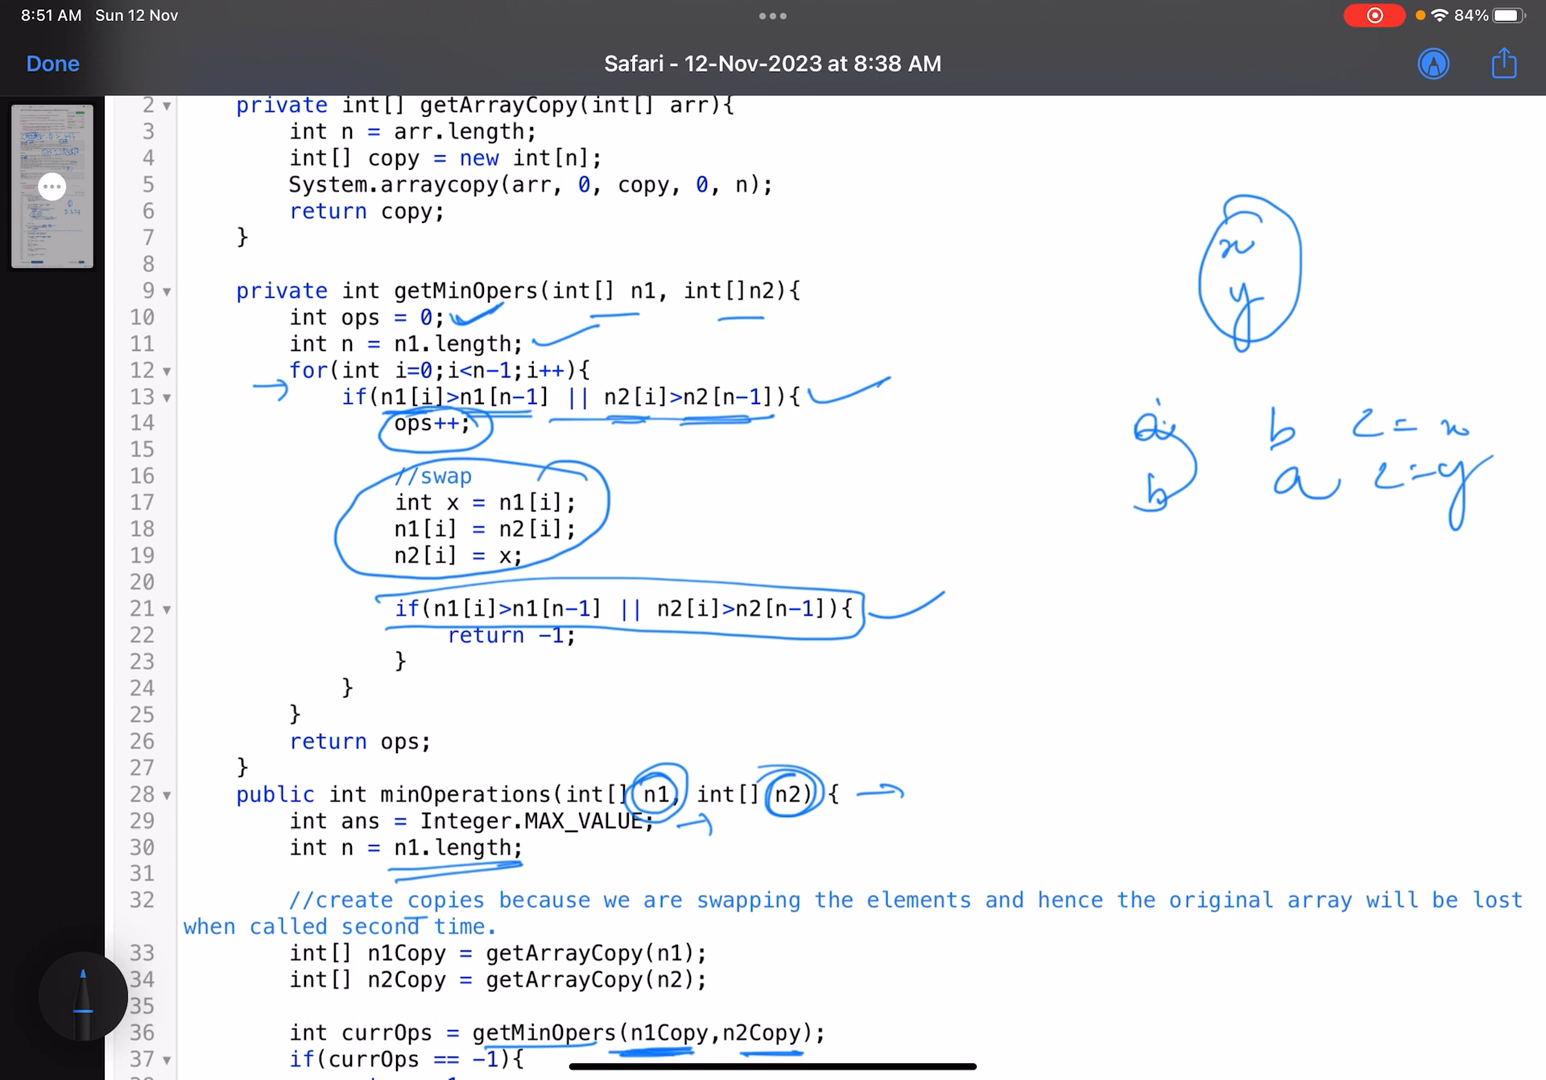 8:51 AM Sun 12 Nov
84%
Done
Safari - 12-Nov-2023 at 8:38 AM
2 private int[] getArrayCopy(int[] arr){
3 int n = arr.length;
4 int[] copy = new int[n];
5 System.arraycopy(arr, 0, copy, 0, n);
6 return copy;
7 }
8
9 private int getMinOpers(int[] n1, int[]n2){
10 int ops = 0;
11 int n = n1.length;
12 for(int i=0;i<n-1;i++){
13 if(n1[i]>n1[n-1] || n2[i]>n2[n-1]){
14 ops++;
15
16 //swap
17 int x = n1[i];
18 n1[i] = n2[i];
19 n2[i] = x;
20
21 if(n1[i]>n1[n-1] || n2[i]>n2[n-1]){
22 return -1;
23 }
24 }
25 }
26 return ops;
27 }
28 public int minOperations(int[] n1, int[] n2) {
29 int ans = Integer.MAX_VALUE;
30 int n = n1.length;
31
32 //create copies because we are swapping the elements and hence the original array will be lost
when called second time.
33 int[] n1Copy = getArrayCopy(n1);
34 int[] n2Copy = getArrayCopy(n2);
35
36 int currOps = getMinOpers(n1Copy,n2Copy);
37 if(currOps == -1){
x
y
a b
b a